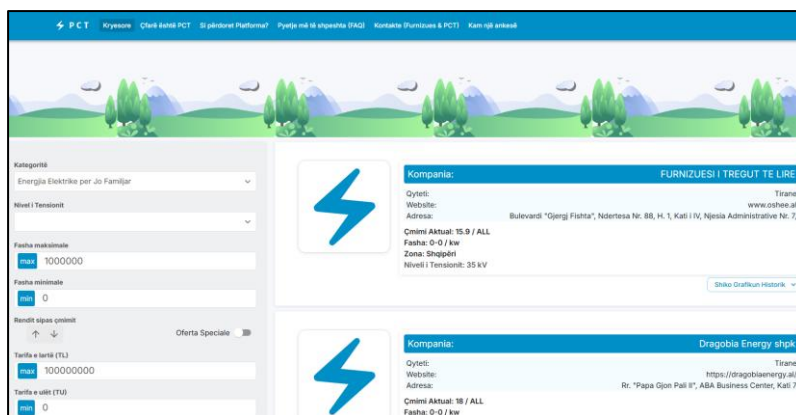 PCT Kryesore Çfarë është PCT Si përdoret Platforma? Pyetje më të shpeshta (FAQ) Kontakte (Furnizues & PCT) Kam një ankesë
Kategoritë
Energjia Elektrike per Jo Familjar
Nivel i Tensionit
Fasha maksimale
max 1000000
Fasha minimale
min 0
Rendit sipas çmimit
Oferta Speciale
Tarifa e lartë (TL)
max 100000000
Tarifa e ulët (TU)
min 0
Kompania: FURNIZUESI I TREGUT TE LIRE
Qyteti: Tirane
Website: www.oshee.al
Adresa: Bulevardi "Gjergj Fishta", Ndertesa Nr. 88, H. 1, Kati i IV, Njesia Administrative Nr. 7,
Çmimi Aktual: 15.9 / ALL
Fasha: 0-0 / kw
Zona: Shqipëri
Niveli i Tensionit: 35 kV
Shiko Grafikun Historik
Kompania: Dragobia Energy shpk
Qyteti: Tirane
Website: https://dragobiaenergy.al/
Adresa: Rr. "Papa Gjon Pali II", ABA Business Center, Kati 7
Çmimi Aktual: 18 / ALL
Fasha: 0-0 / kw